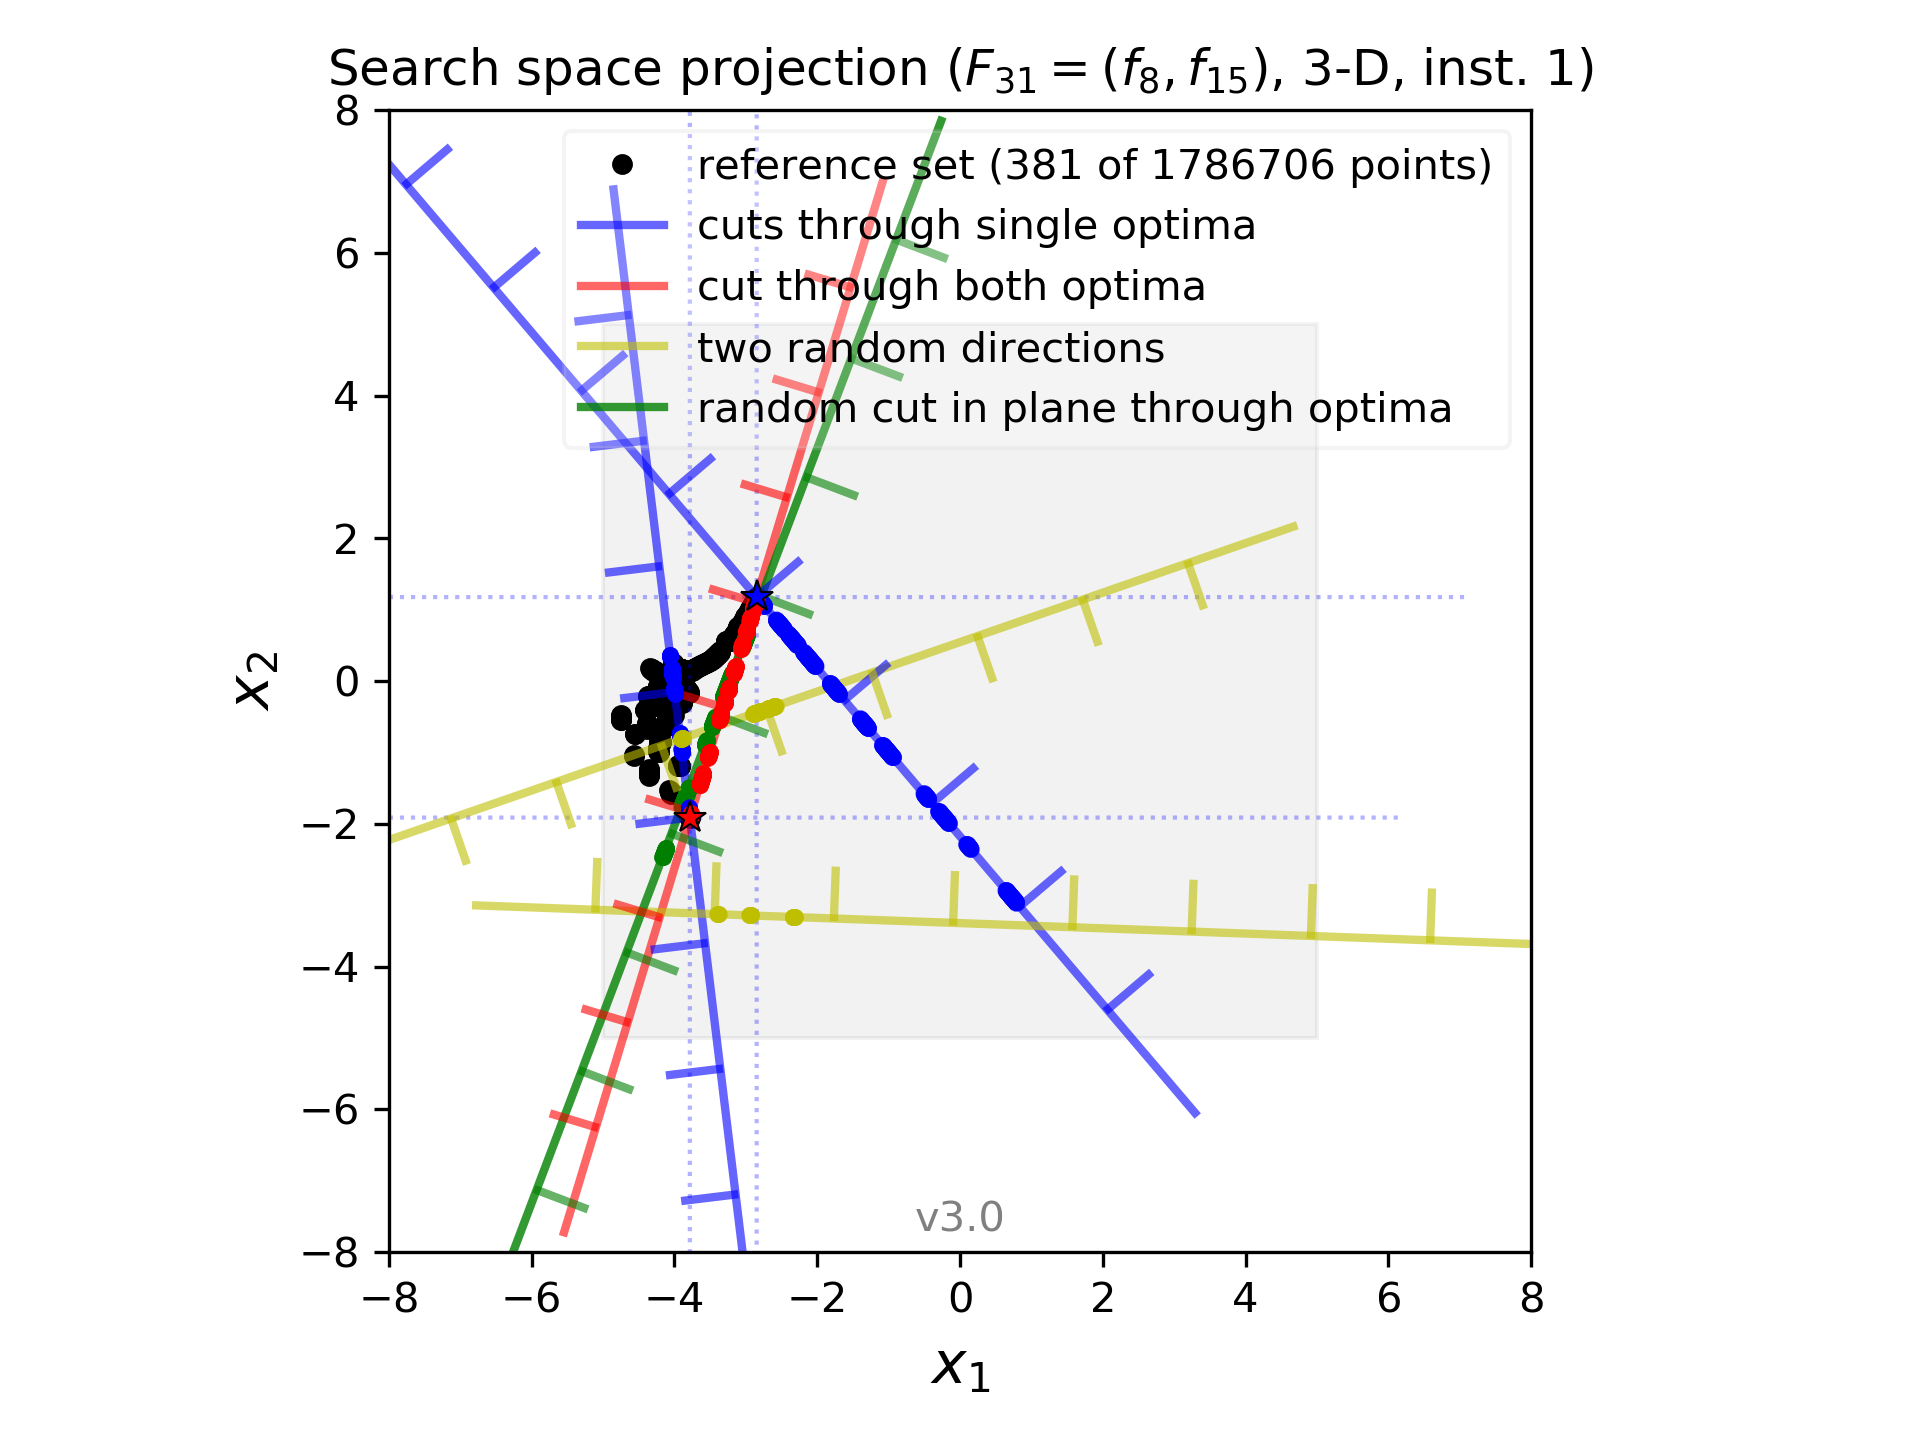 Search space projection (F₃₁ = (f₈, f₁₅), 3-D, inst. 1)
reference set (381 of 1786706 points)
cuts through single optima
cut through both optima
two random directions
random cut in plane through optima
8
6
4
2
0
−2
−4
−6
−8
x₂
v3.0
−8 −6 −4 −2 0 2 4 6 8
x₁